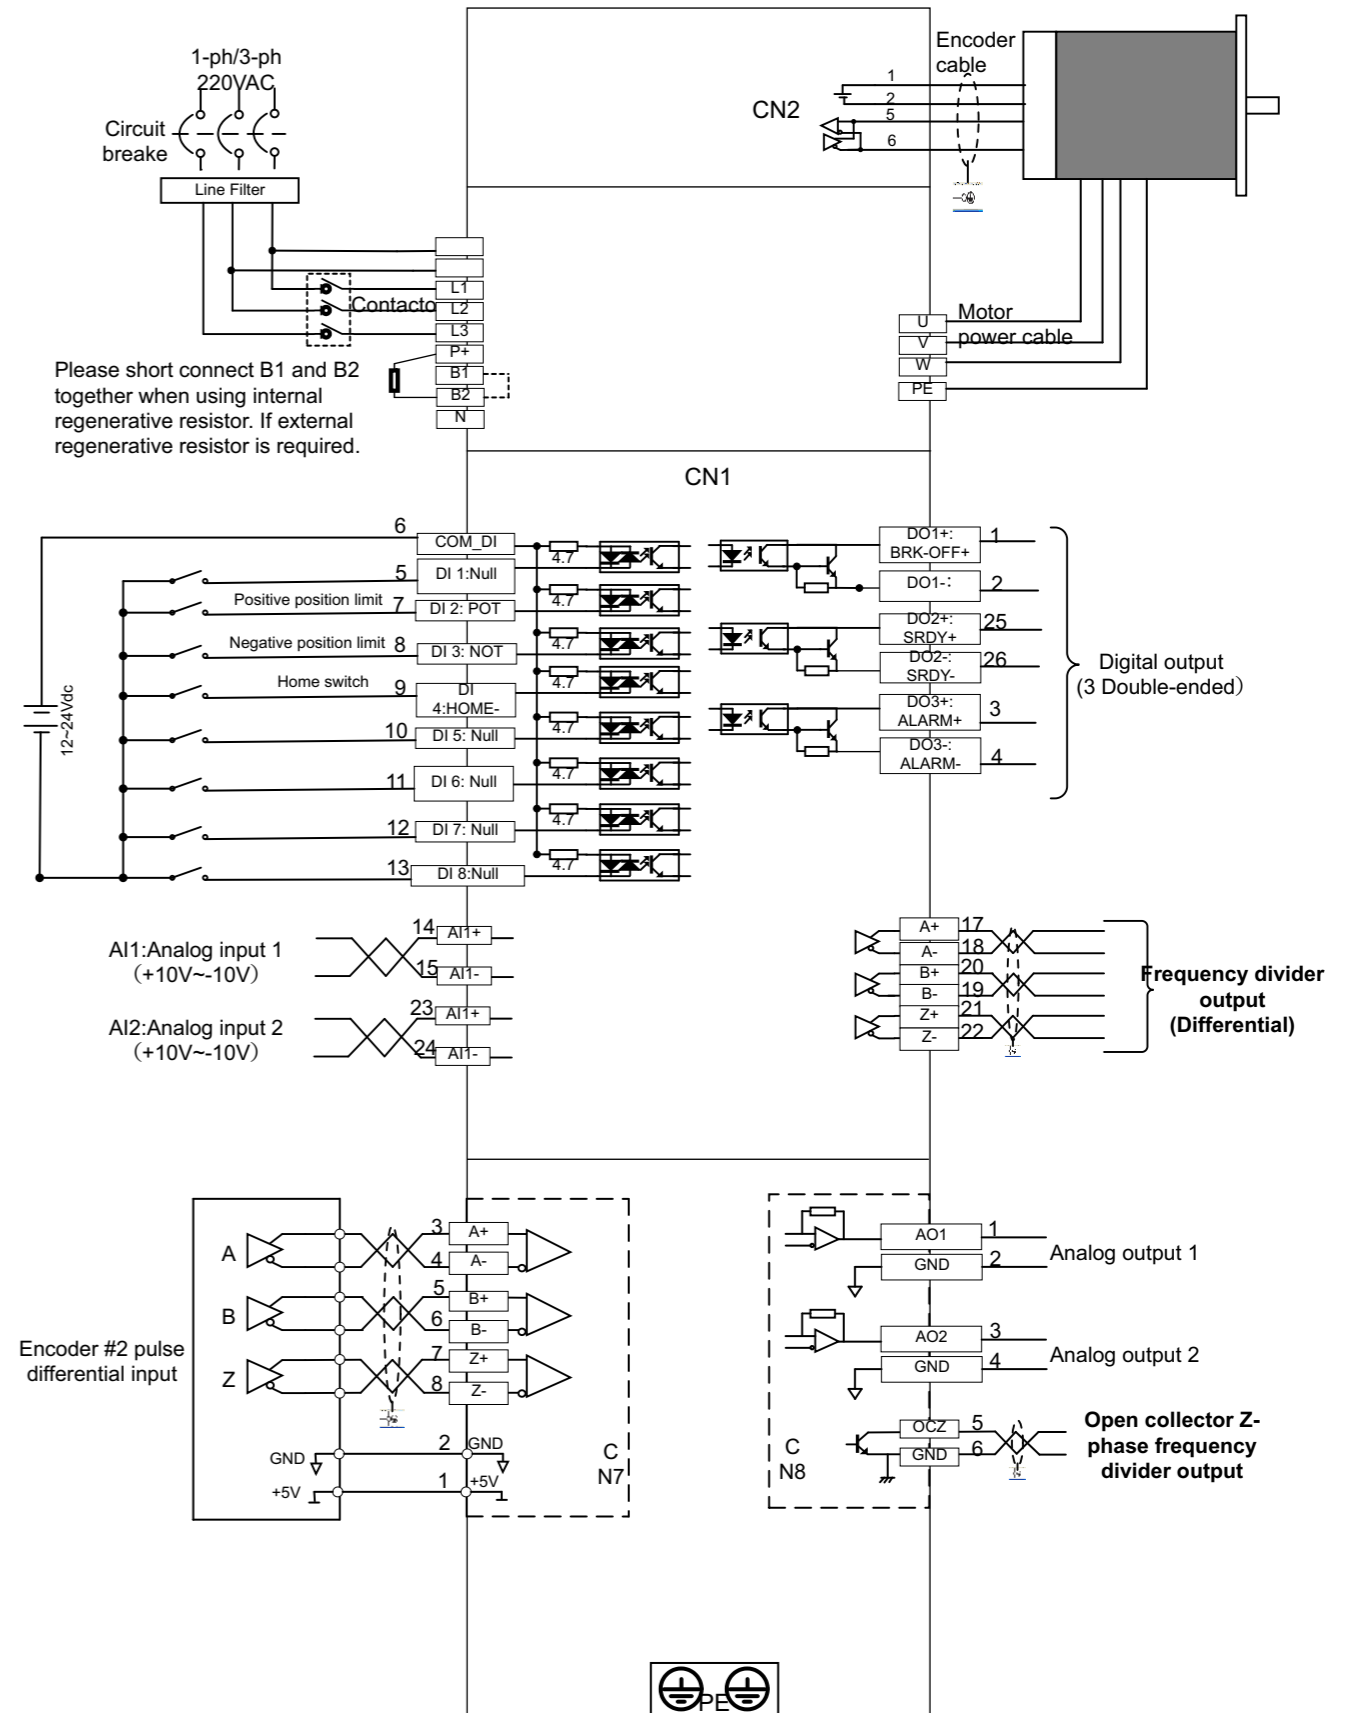 1-ph/3-ph
220VAC
Circuit
breake
Line Filter
Contacto
L1
L2
L3
P+
B1
B2
N
Please short connect B1 and B2
together when using internal
regenerative resistor. If external
regenerative resistor is required.
CN2
Encoder
cable
1
2
5
6
U
V
W
PE
Motor
power cable
CN1
12~24Vdc
6
COM_DI
5
DI 1:Null
Positive position limit
7
DI 2: POT
Negative position limit
8
DI 3: NOT
Home switch
9
DI
4:HOME-
10
DI 5: Null
11
DI 6: Null
12
DI 7: Null
13
DI 8:Null
4.7
4.7
4.7
4.7
4.7
4.7
4.7
4.7
DO1+:
BRK-OFF+
1
DO1-:
2
DO2+:
SRDY+
25
DO2-:
SRDY-
26
DO3+:
ALARM+
3
DO3-:
ALARM-
4
Digital output
(3 Double-ended）
AI1:Analog input 1
（+10V~-10V）
14
AI1+
15
AI1-
AI2:Analog input 2
（+10V~-10V）
23
AI1+
24
AI1-
A+
17
A-
18
B+
20
B-
19
Z+
21
Z-
22
Frequency divider
output
(Differential)
Encoder #2 pulse
differential input
A
B
Z
GND
+5V
3
A+
4
A-
5
B+
6
B-
7
Z+
8
Z-
2
GND
1
+5V
C
N7
C
N8
AO1
1
GND
2
Analog output 1
AO2
3
GND
4
Analog output 2
OCZ
5
GND
6
Open collector Z-
phase frequency
divider output
PE